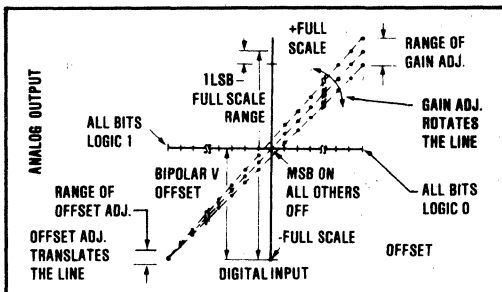 +FULL
SCALE
RANGE OF
GAIN ADJ.
1LSB
FULL SCALE
RANGE
GAIN ADJ.
ROTATES
THE LINE
ANALOG OUTPUT
ALL BITS
LOGIC 1
BIPOLAR V
OFFSET
MSB ON
ALL OTHERS
OFF
ALL BITS
LOGIC 0
RANGE OF
OFFSET ADJ.
OFFSET ADJ.
TRANSLATES
THE LINE
-FULL SCALE
OFFSET
DIGITAL INPUT